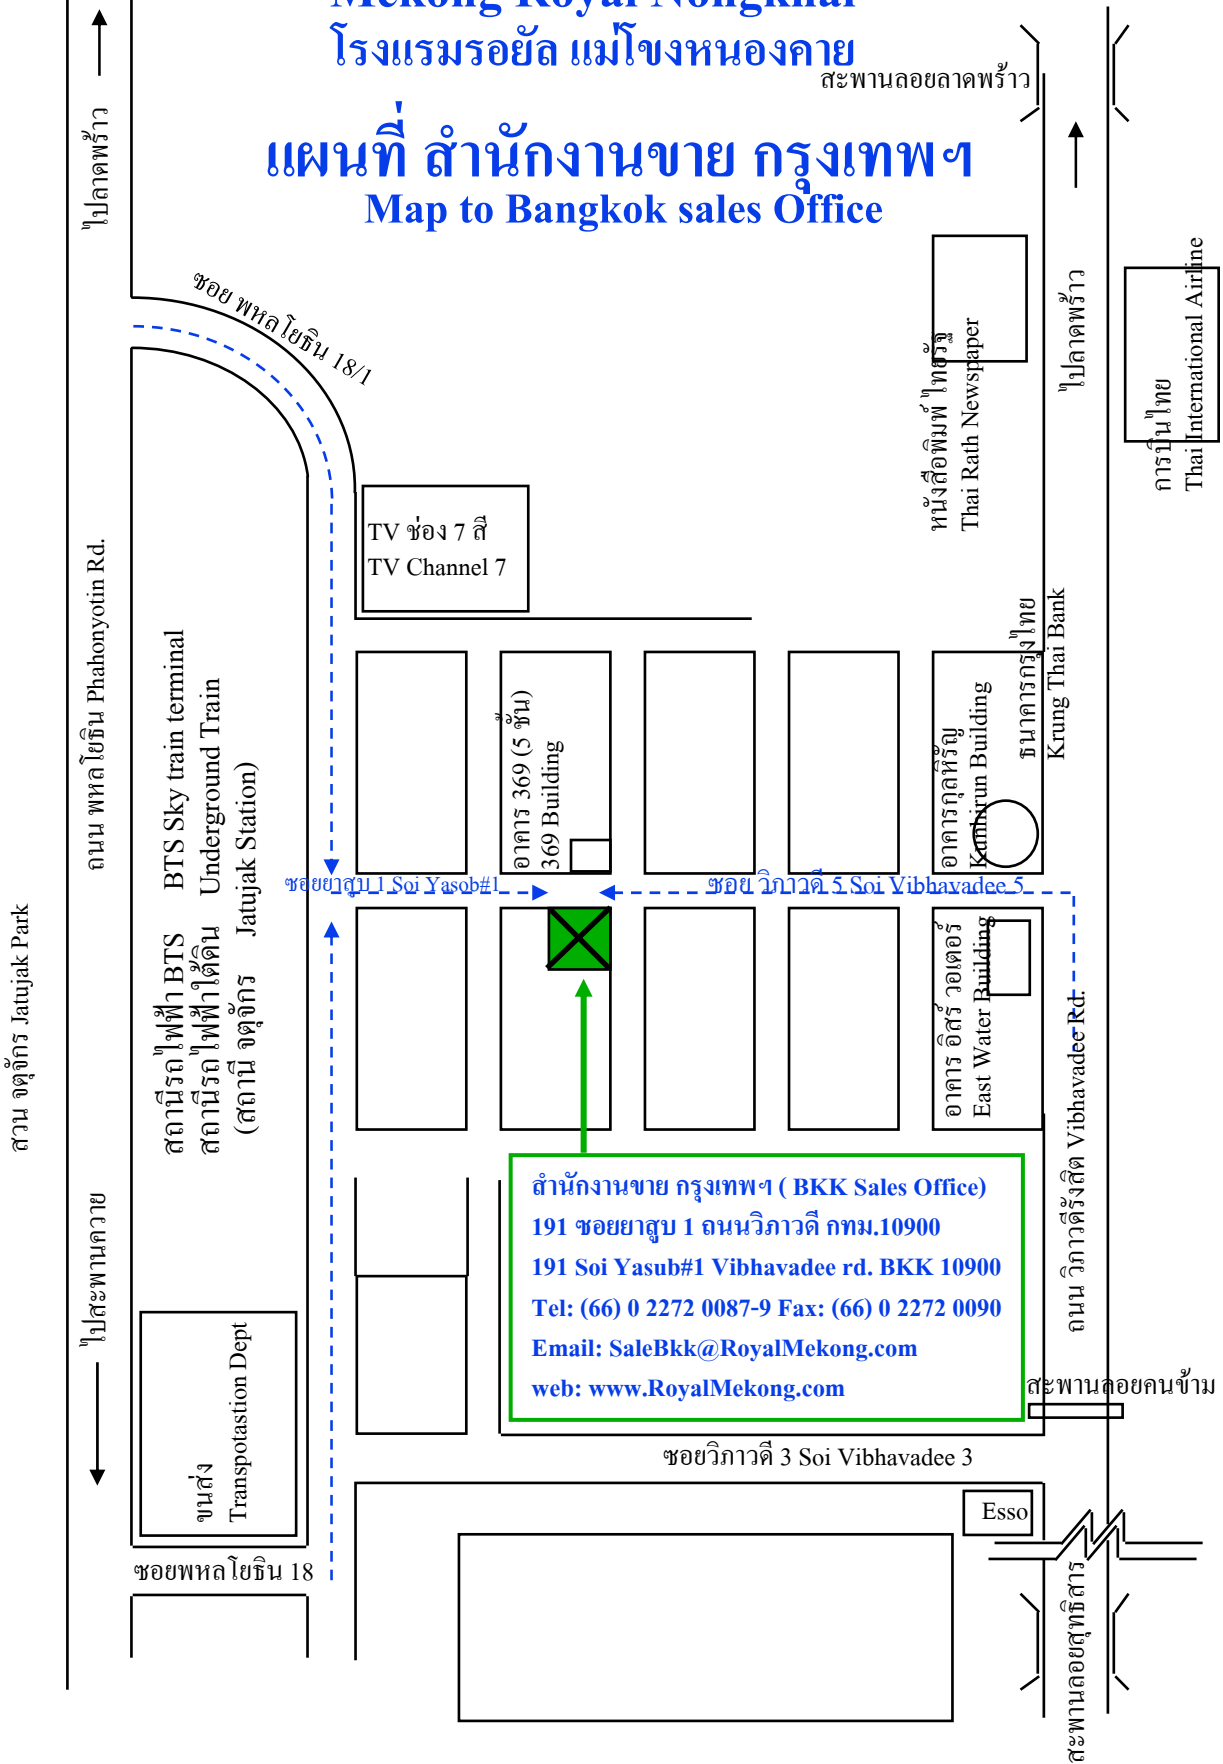 Mekong Royal Nongkhai
โรงแรมรอยัล แม่โขงหนองคาย
สะพานลอยลาดพร้าว
แผนที่ สำนักงานขาย กรุงเทพฯ
Map to Bangkok sales Office
ไปลาดพร้าว
ซอย พหลโยธิน 18/1
หนังสือพิมพ์ ไทยรัฐ
Thai Rath Newspaper
ไปลาดพร้าว
การบินไทย
Thai International Airline
TV ช่อง 7 สี
TV Channel 7
ถนน พหลโยธิน Phahonyotin Rd.
สถานีรถไฟฟ้า BTS BTS Sky train terminal
สถานีรถไฟฟ้าใต้ดิน Underground Train
(สถานี จตุจักร Jatujak Station)
อาคาร 369 (5 ชั้น)
369 Building
อาคารกุลหิรัญ
Kunhirun Building
ธนาคารกรุงไทย
Krung Thai Bank
ซอยยาสูบ 1 Soi Yasob#1
ซอย วิภาวดี 5 Soi Vibhavadee 5
สวน จตุจักร Jatujak Park
อาคาร อิสร์ วอเตอร์
East Water Building
ถนน วิภาวดีรังสิต Vibhavadee Rd.
สำนักงานขาย กรุงเทพฯ ( BKK Sales Office)
191 ซอยยาสูบ 1 ถนนวิภาวดี กทม.10900
191 Soi Yasub#1 Vibhavadee rd. BKK 10900
Tel: (66) 0 2272 0087-9 Fax: (66) 0 2272 0090
Email: SaleBkk@RoyalMekong.com
web: www.RoyalMekong.com
ไปสะพานควาย
ขนส่ง
Transpotastion Dept
สะพานลอยคนข้าม
ซอยวิภาวดี 3 Soi Vibhavadee 3
Esso
ซอยพหลโยธิน 18
สะพานลอยสุทธิสาร